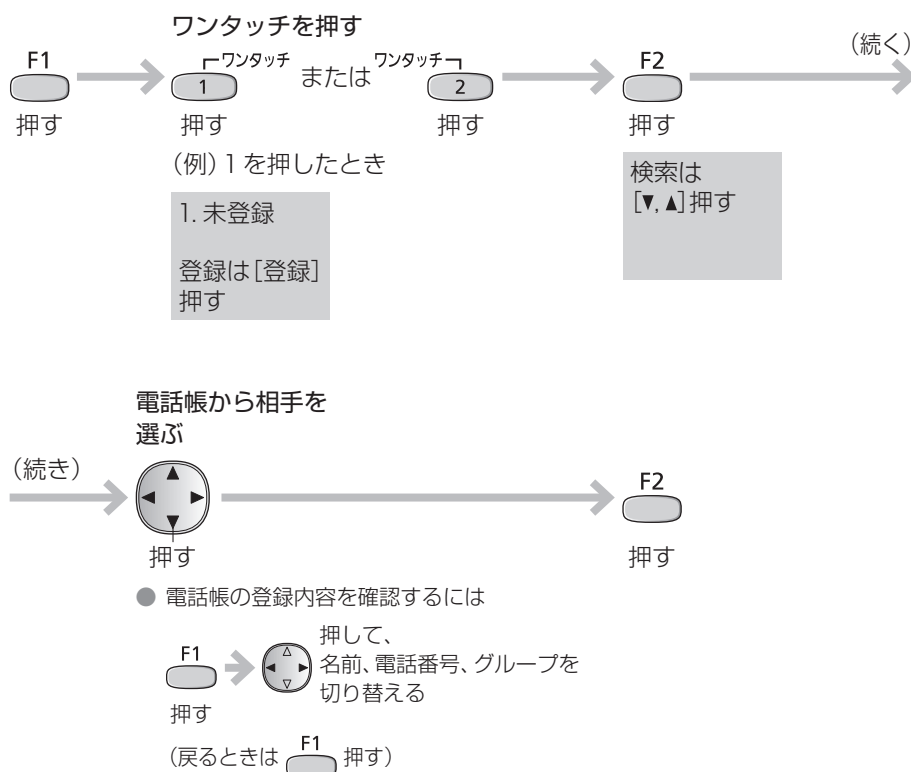 ワンタッチを押す
F1
ワンタッチ
1
または
ワンタッチ
2
F2
(続く)
押す
押す
押す
押す
(例)1を押したとき
1. 未登録
登録は[登録]
押す
検索は
[▼, ▲]押す
電話帳から相手を
選ぶ
(続き)
F2
押す
押す
● 電話帳の登録内容を確認するには
F1
押す
押して、
名前、電話番号、グループを
切り替える
(戻るときは F1 押す)